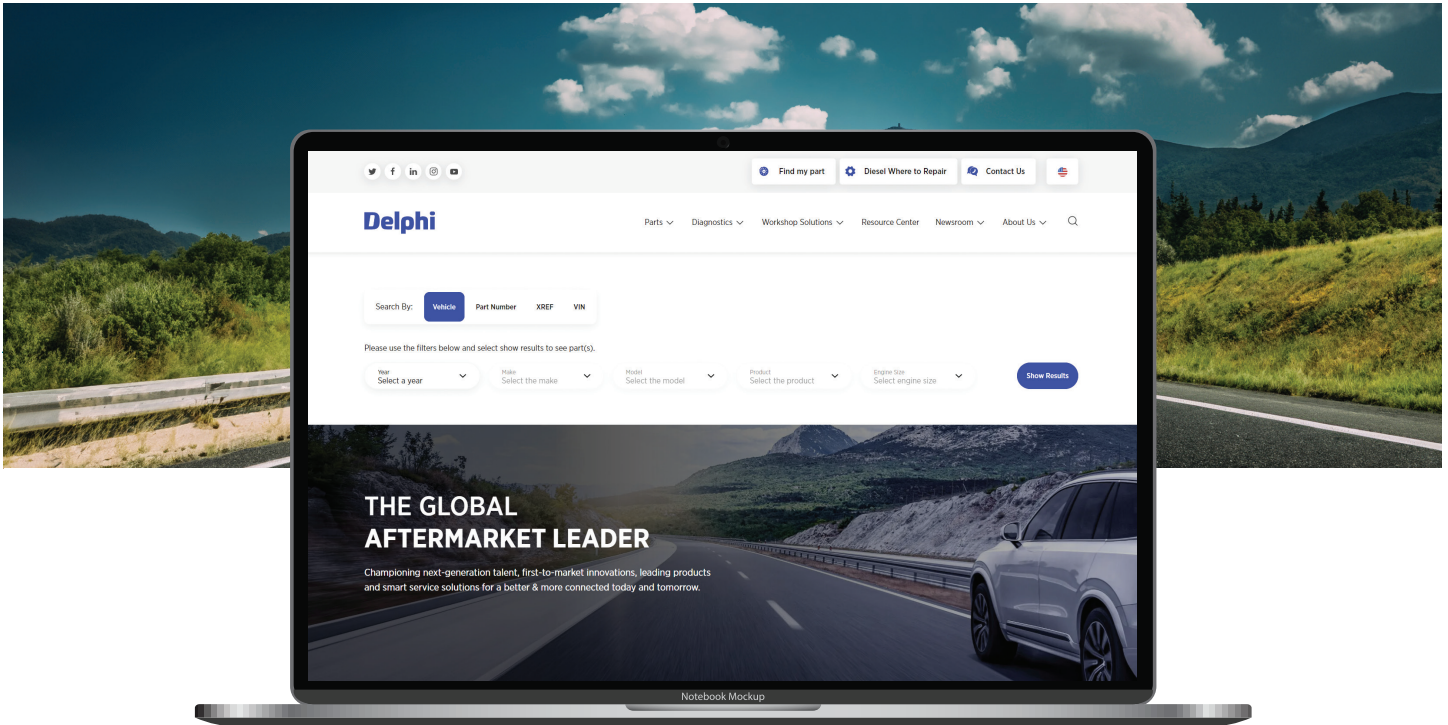 Find my part
Diesel Where to Repair
Contact Us
Delphi
Parts
Diagnostics
Workshop Solutions
Resource Center
Newsroom
About Us
Search By:
Vehicle
Part Number
XREF
VIN
Please use the filters below and select show results to see part(s).
Year
Select a year
Make
Select the make
Model
Select the model
Product
Select the product
Engine Size
Select engine size
Show Results
THE GLOBAL
AFTERMARKET LEADER
Championing next-generation talent, first-to-market innovations, leading products
and smart service solutions for a better & more connected today and tomorrow.
Notebook Mockup